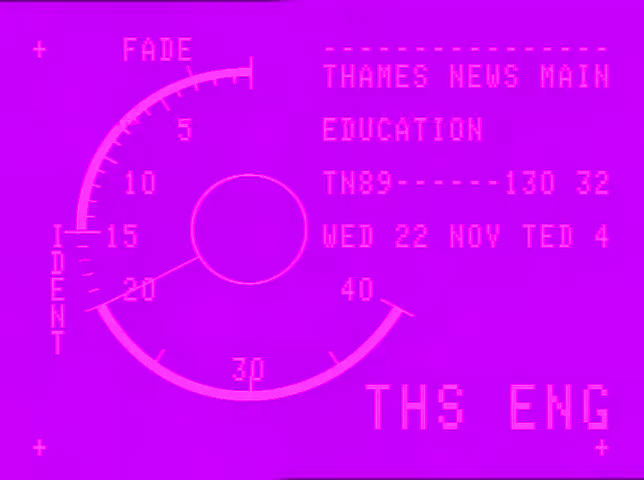 FADE
5
10
15
20
30
40
IDENT
----------------
THAMES NEWS MAIN
EDUCATION
TN89------130 32
WED 22 NOV TED 4
THS ENG